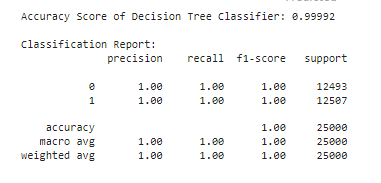 Accuracy Score of Decision Tree Classifier: 0.99992
Classification Report:
precision recall f1-score support
0 1.00 1.00 1.00 12493
1 1.00 1.00 1.00 12507
accuracy 1.00 25000
macro avg 1.00 1.00 1.00 25000
weighted avg 1.00 1.00 1.00 25000